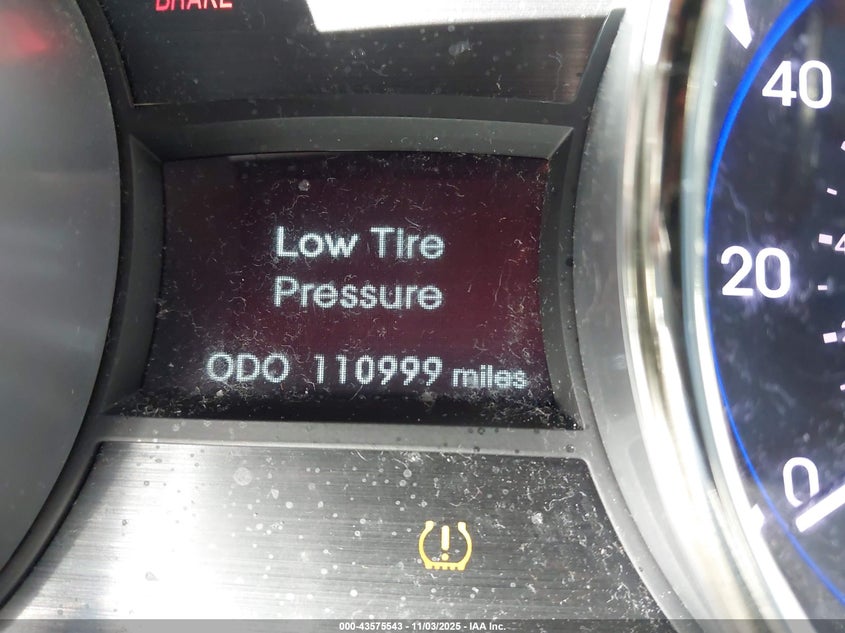 BRAKE
40
Low Tire
Pressure
20
ODO 110999 miles
0
000-43575543 - 11/03/2025 - IAA Inc.